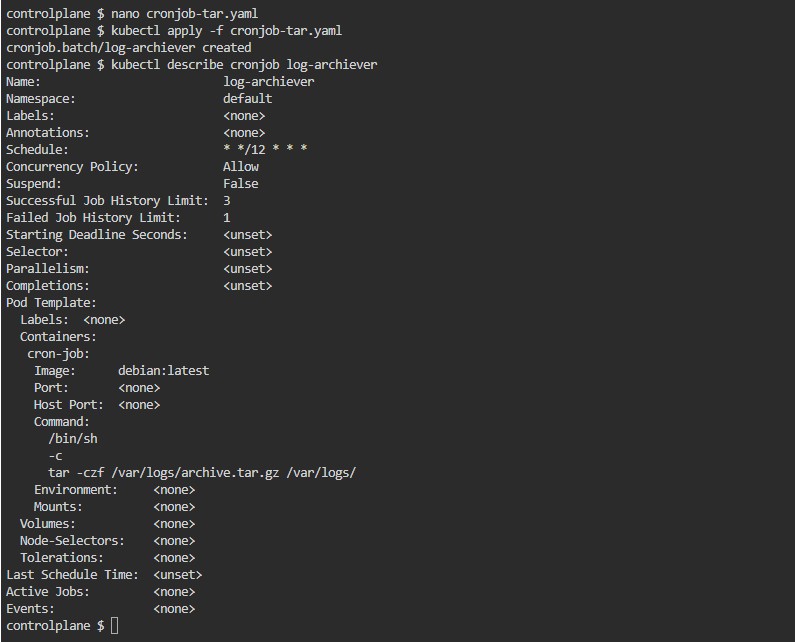 controlplane $ nano cronjob-tar.yaml
controlplane $ kubectl apply -f cronjob-tar.yaml
cronjob.batch/log-archiever created
controlplane $ kubectl describe cronjob log-archiever
Name:                          log-archiever
Namespace:                     default
Labels:                        <none>
Annotations:                   <none>
Schedule:                      * */12 * * *
Concurrency Policy:            Allow
Suspend:                       False
Successful Job History Limit:  3
Failed Job History Limit:      1
Starting Deadline Seconds:     <unset>
Selector:                      <unset>
Parallelism:                   <unset>
Completions:                   <unset>
Pod Template:
  Labels:  <none>
  Containers:
   cron-job:
    Image:      debian:latest
    Port:       <none>
    Host Port:  <none>
    Command:
      /bin/sh
      -c
      tar -czf /var/logs/archive.tar.gz /var/logs/
    Environment:     <none>
    Mounts:          <none>
  Volumes:           <none>
  Node-Selectors:    <none>
  Tolerations:       <none>
Last Schedule Time:  <unset>
Active Jobs:         <none>
Events:              <none>
controlplane $